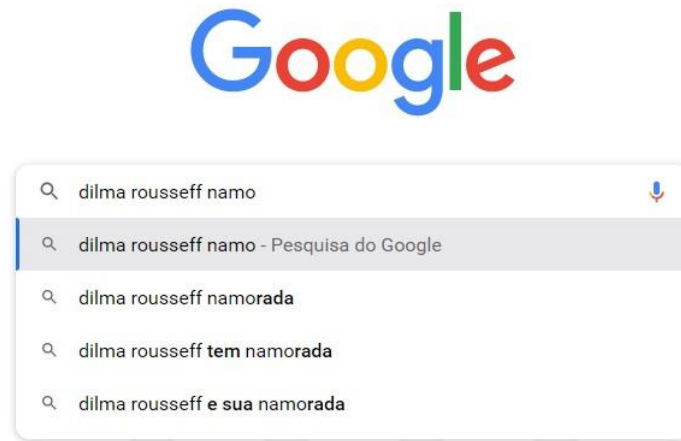 Google
dilma rousseff namo
dilma rousseff namo - Pesquisa do Google
dilma rousseff namorada
dilma rousseff tem namorada
dilma rousseff e sua namorada